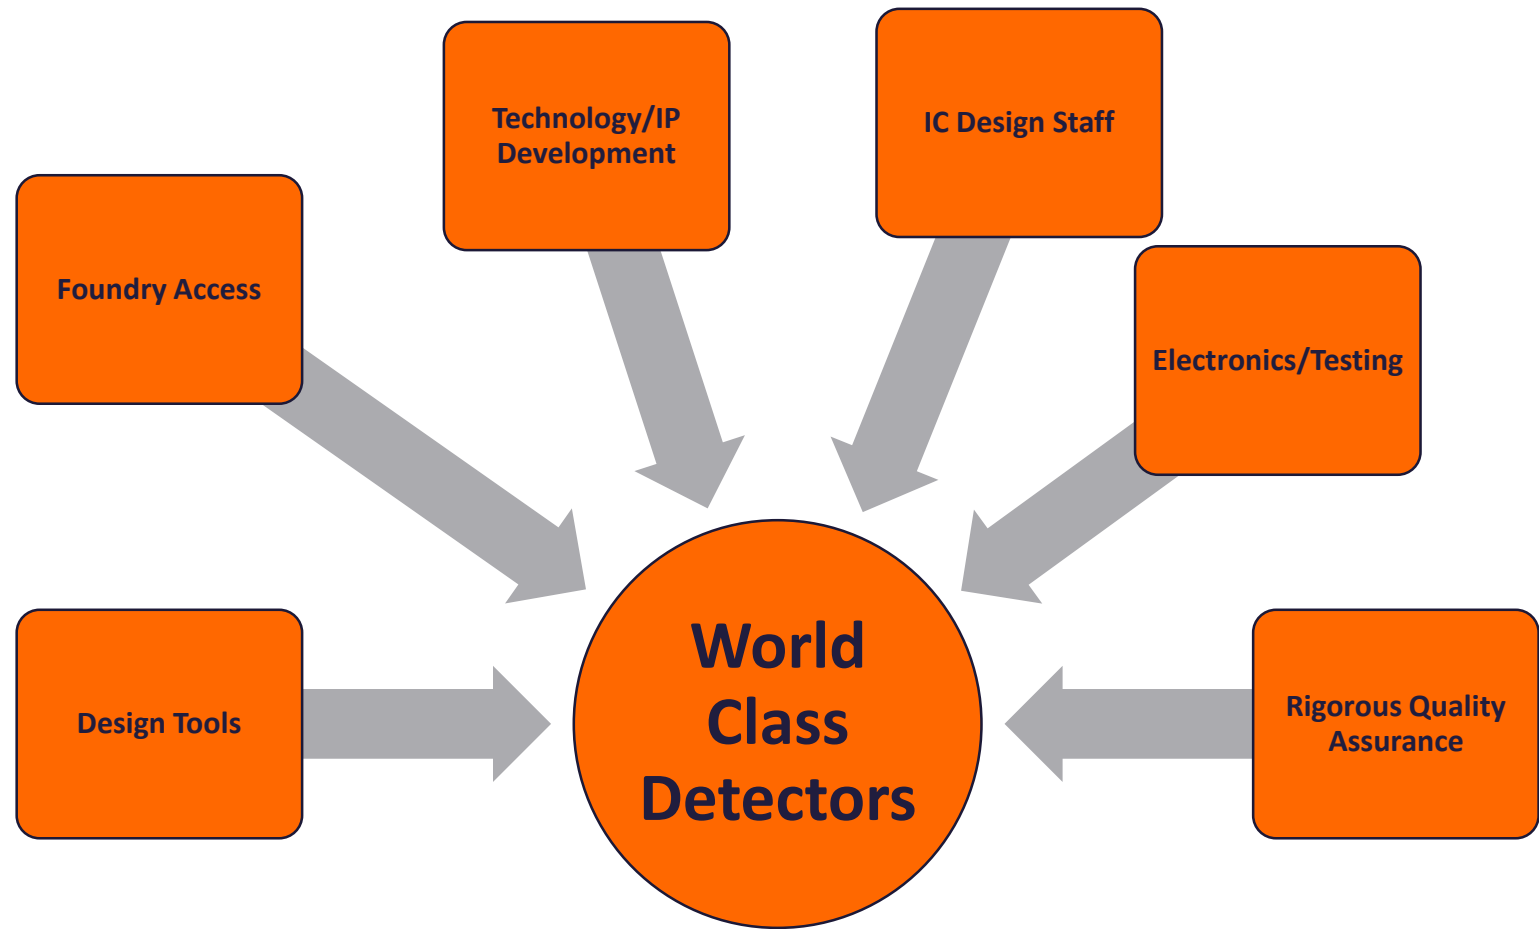 Technology/IP
Development
IC Design Staff
Foundry Access
Electronics/Testing
World
Class
Detectors
Design Tools
Rigorous Quality
Assurance